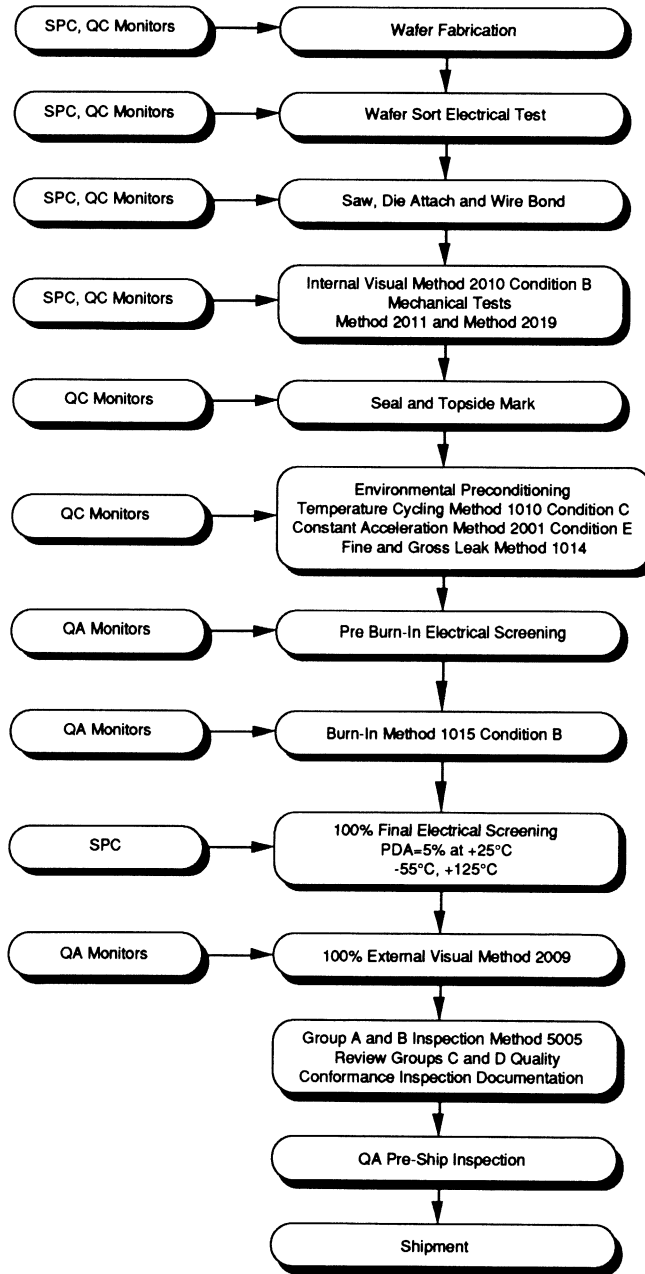 SPC, QC Monitors
Wafer Fabrication
SPC, QC Monitors
Wafer Sort Electrical Test
SPC, QC Monitors
Saw, Die Attach and Wire Bond
SPC, QC Monitors
Internal Visual Method 2010 Condition B
Mechanical Tests
Method 2011 and Method 2019
QC Monitors
Seal and Topside Mark
QC Monitors
Environmental Preconditioning
Temperature Cycling Method 1010 Condition C
Constant Acceleration Method 2001 Condition E
Fine and Gross Leak Method 1014
QA Monitors
Pre Burn-In Electrical Screening
QA Monitors
Burn-In Method 1015 Condition B
SPC
100% Final Electrical Screening
PDA=5% at +25°C
-55°C, +125°C
QA Monitors
100% External Visual Method 2009
Group A and B Inspection Method 5005
Review Groups C and D Quality
Conformance Inspection Documentation
QA Pre-Ship Inspection
Shipment